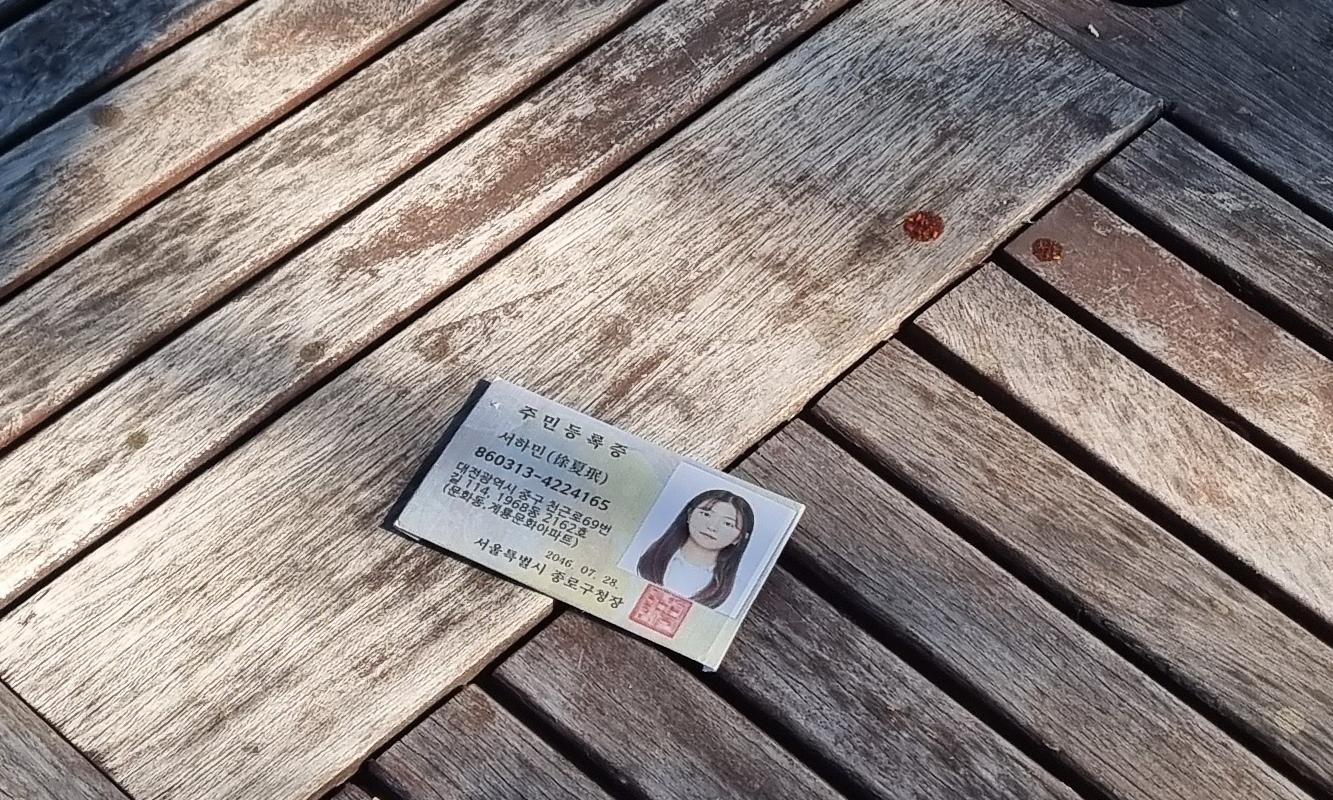 주민등록증
서하민(徐夏珉)
860313-4224165
대전광역시 중구 천근로69번
길 114, 196B동 2162호
(문화동,계룡문화아파트)
2046. 07. 28.
서울특별시 종로구청장